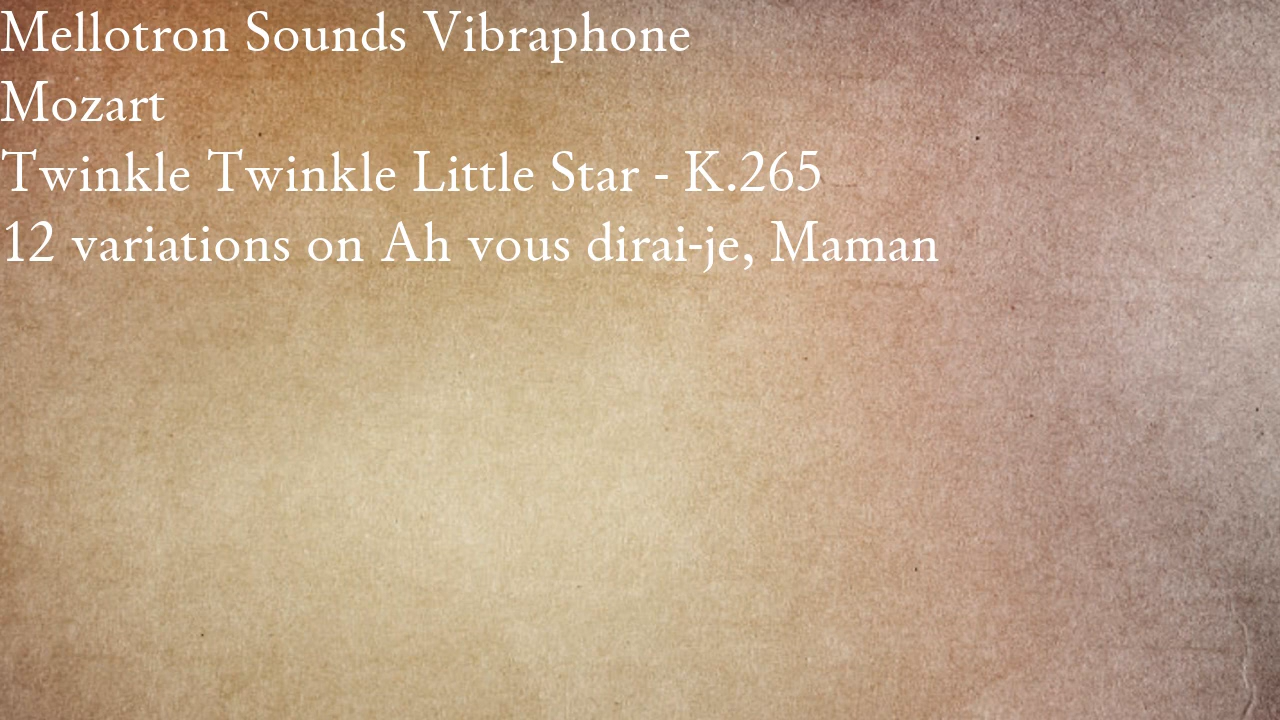 Mellotron Sounds Vibraphone
Mozart
Twinkle Twinkle Little Star - K.265
12 variations on Ah vous dirai-je, Maman